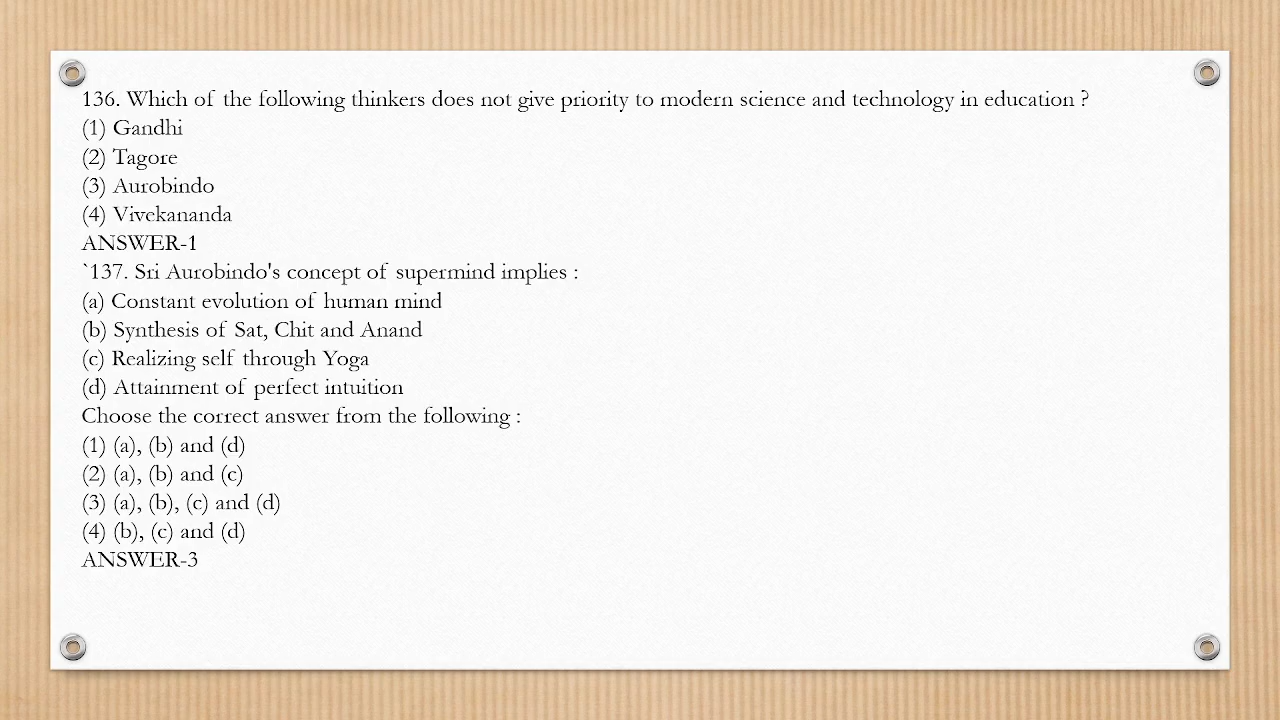 136. Which of the following thinkers does not give priority to modern science and technology in education ?
(1) Gandhi
(2) Tagore
(3) Aurobindo
(4) Vivekananda
ANSWER-1
`137. Sri Aurobindo's concept of supermind implies :
(a) Constant evolution of human mind
(b) Synthesis of Sat, Chit and Anand
(c) Realizing self through Yoga
(d) Attainment of perfect intuition
Choose the correct answer from the following :
(1) (a), (b) and (d)
(2) (a), (b) and (c)
(3) (a), (b), (c) and (d)
(4) (b), (c) and (d)
ANSWER-3